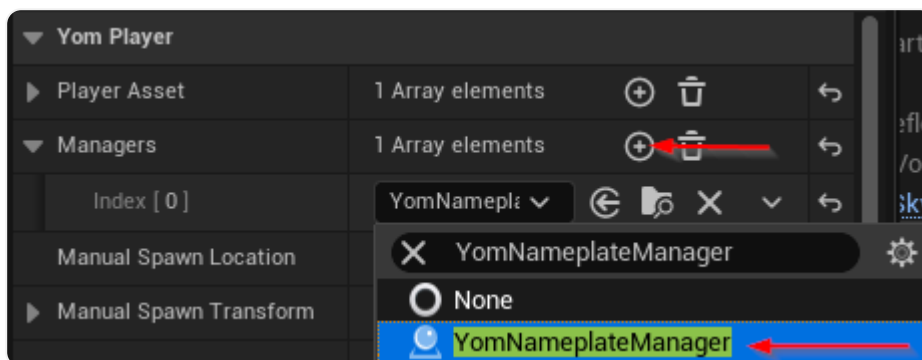 Yom Player
Player Asset 1 Array elements
Managers 1 Array elements
Index [ 0 ] YomNamepl
Manual Spawn Location YomNameplateManager
None
Manual Spawn Transform
YomNameplateManager